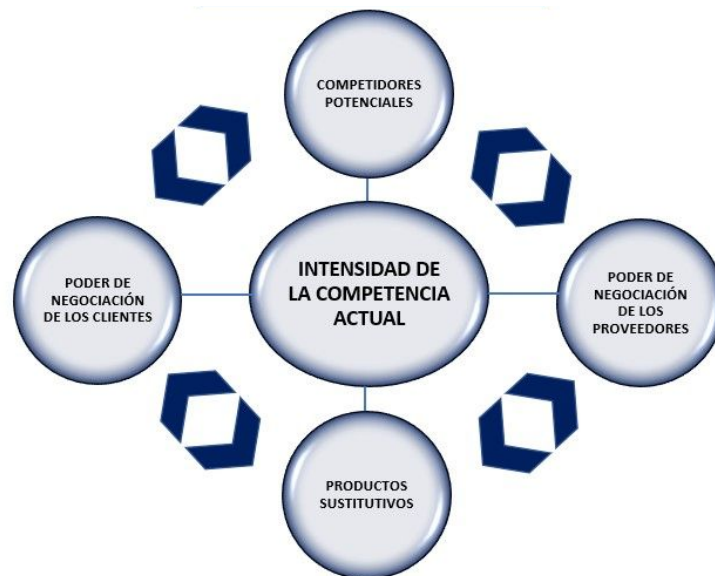 COMPETIDORES
POTENCIALES
PODER DE
NEGOCIACIÓN
DE LOS CLIENTES
INTENSIDAD DE
LA COMPETENCIA
ACTUAL
PODER DE
NEGOCIACIÓN
DE LOS
PROVEEDORES
PRODUCTOS
SUSTITUTIVOS